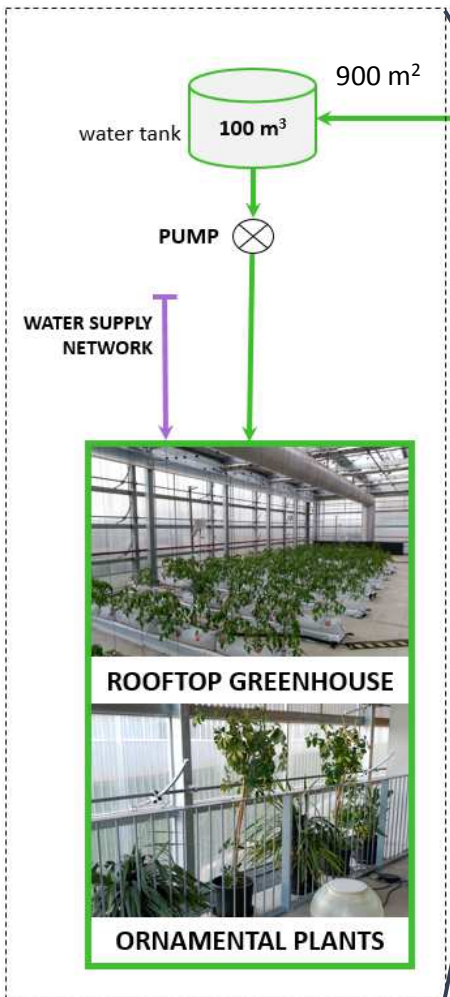 900 m²
water tank
100 m³
PUMP
WATER SUPPLY
NETWORK
ROOFTOP GREENHOUSE
ORNAMENTAL PLANTS